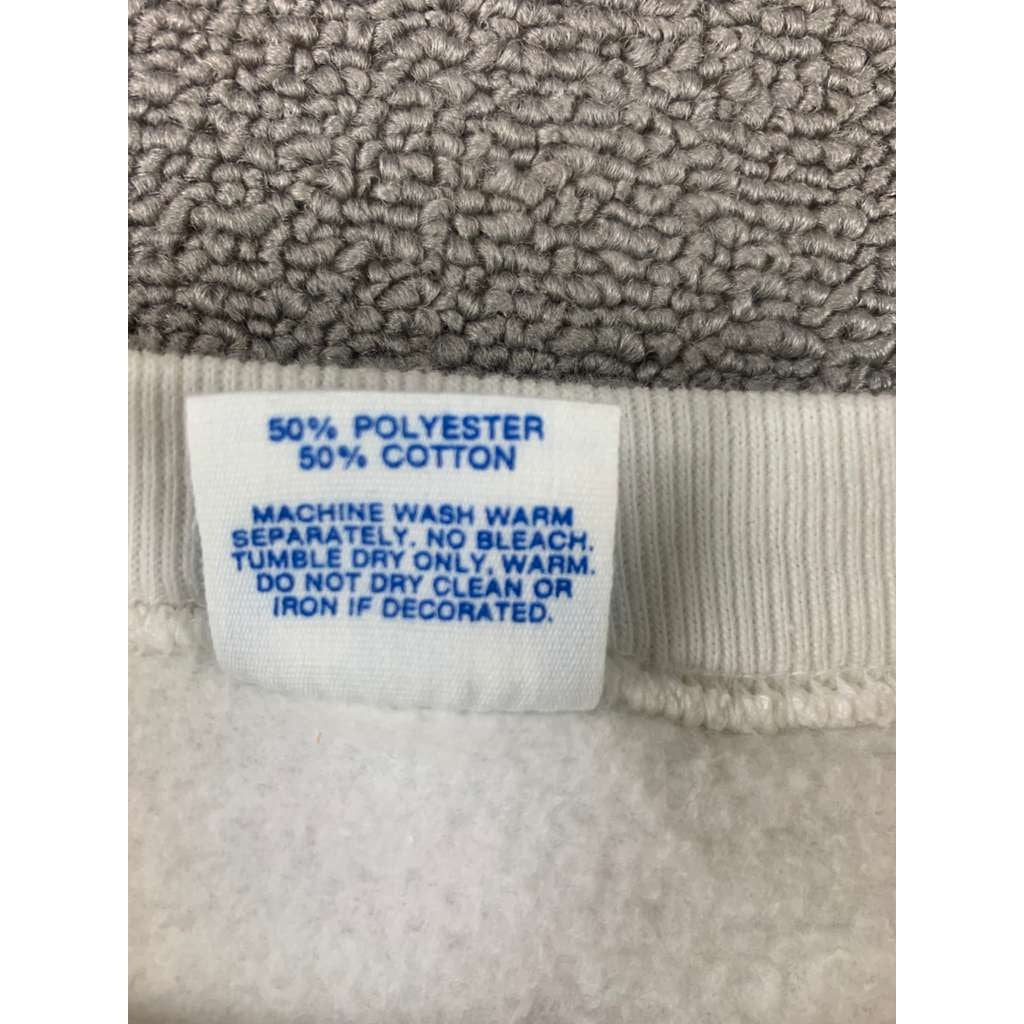 50% POLYESTER
50% COTTON
MACHINE WASH WARM
SEPARATELY. NO BLEACH.
TUMBLE DRY ONLY, WARM.
DO NOT DRY CLEAN OR
IRON IF DECORATED.